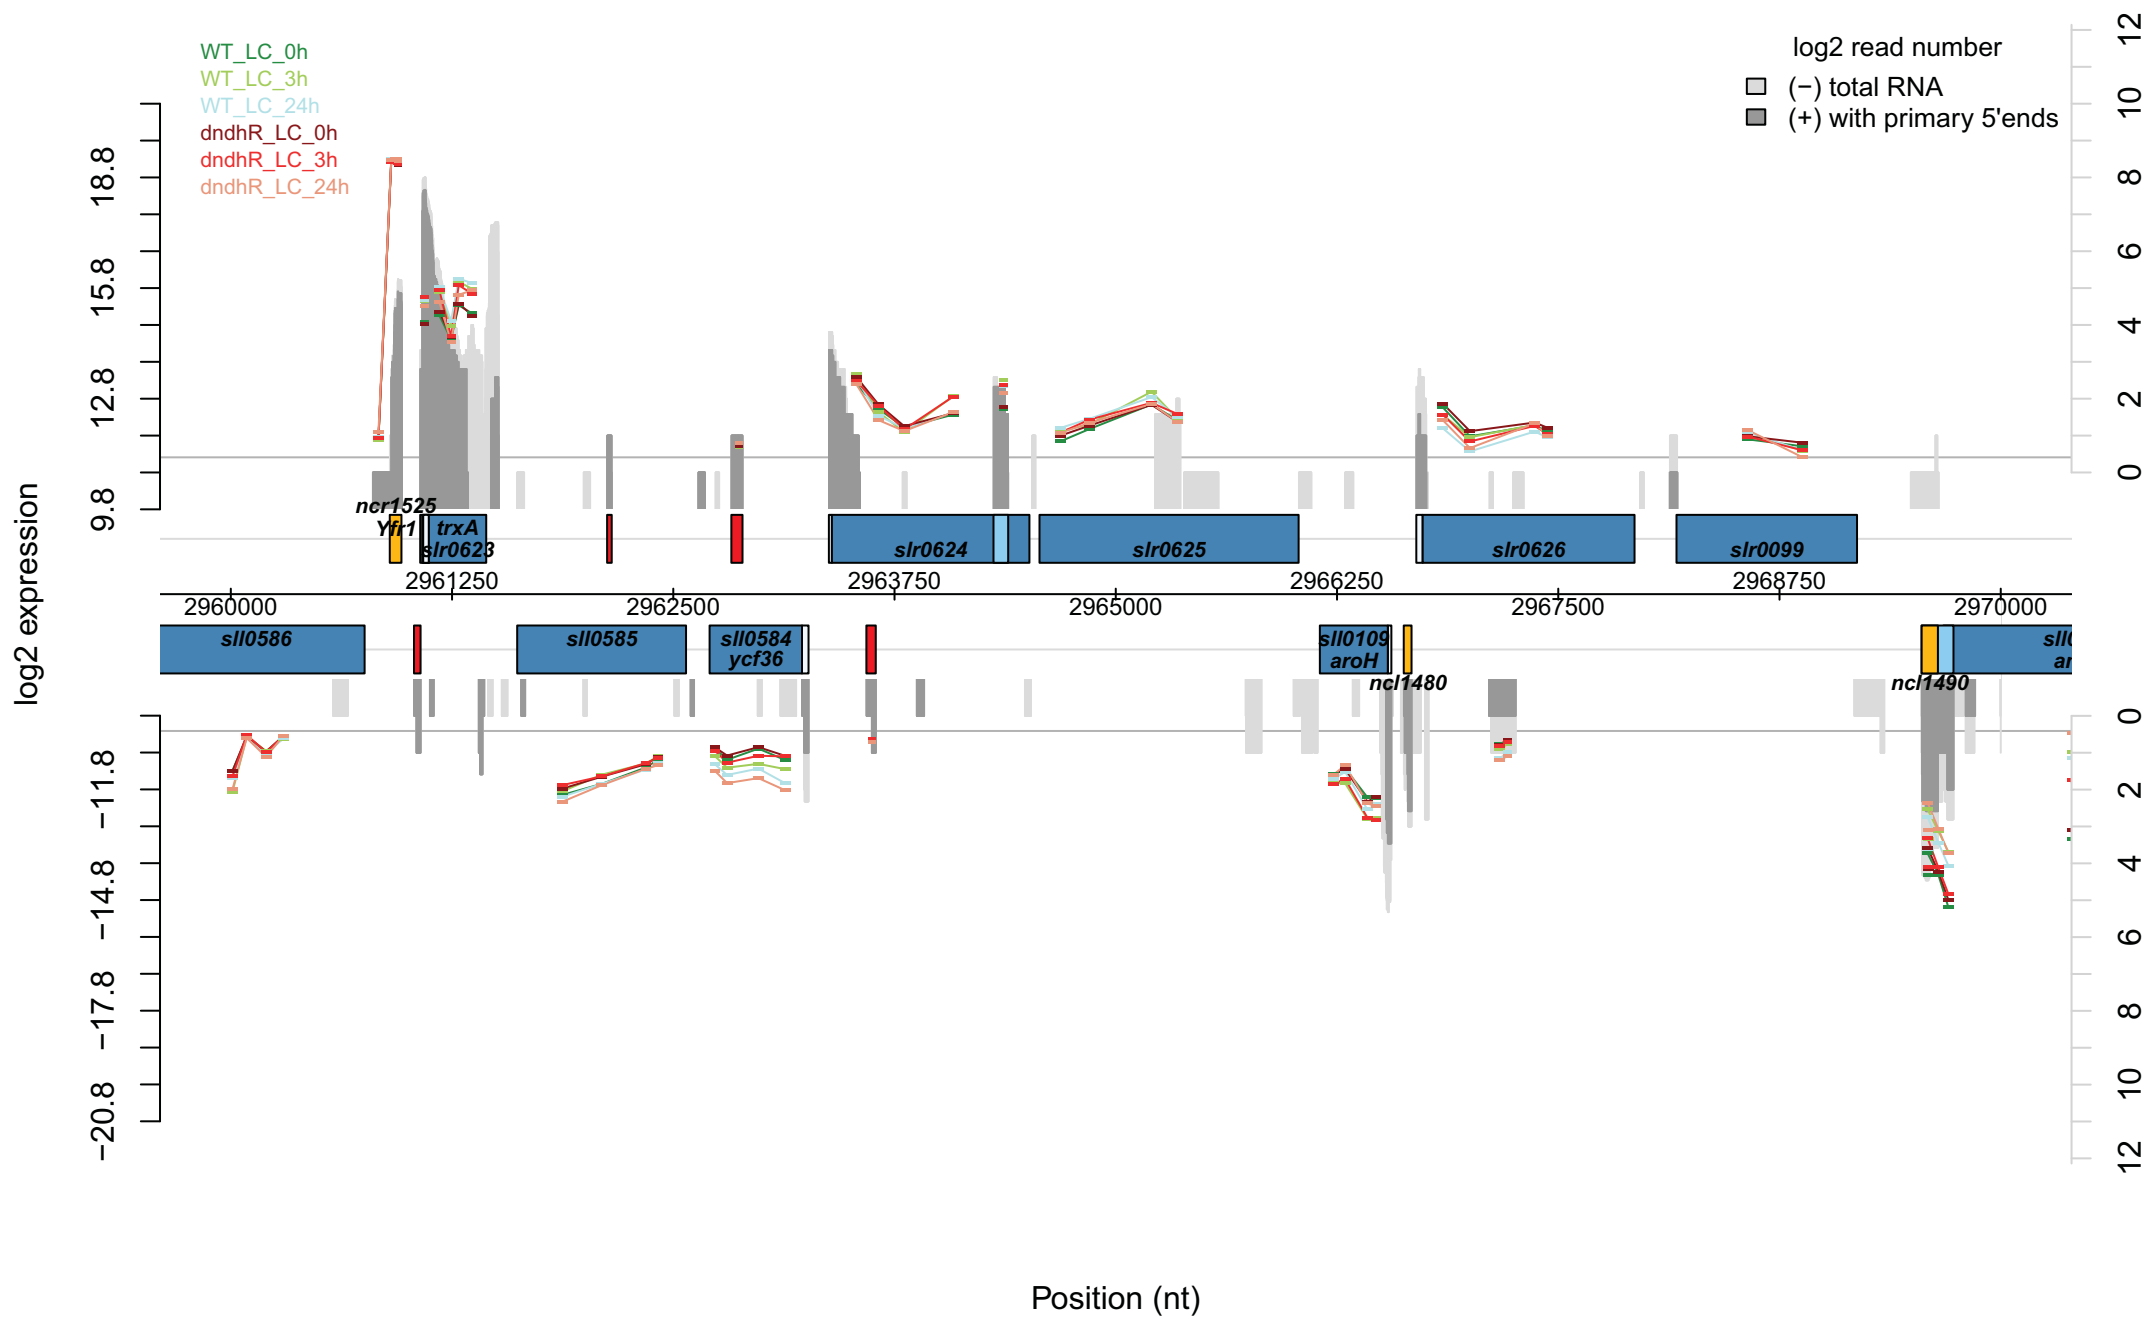 WT_LC_0h
WT_LC_3h
WT_LC_24h
dndhR_LC_0h
dndhR_LC_3h
dndhR_LC_24h
log2 read number
(−) total RNA
(+) with primary 5'ends
12
10
8
6
4
2
0
18.8
15.8
12.8
9.8
log2 expression
ncr1525
Yfr1
trxA
slr0623
slr0624
slr0625
slr0626
slr0099
2961250
2963750
2966250
2968750
2960000
2962500
2965000
2967500
2970000
sll0586
sll0585
sll0584
ycf36
sll0109
aroH
ncl1480
ncl1490
−11.8
−14.8
−17.8
−20.8
0
2
4
6
8
10
12
Position (nt)